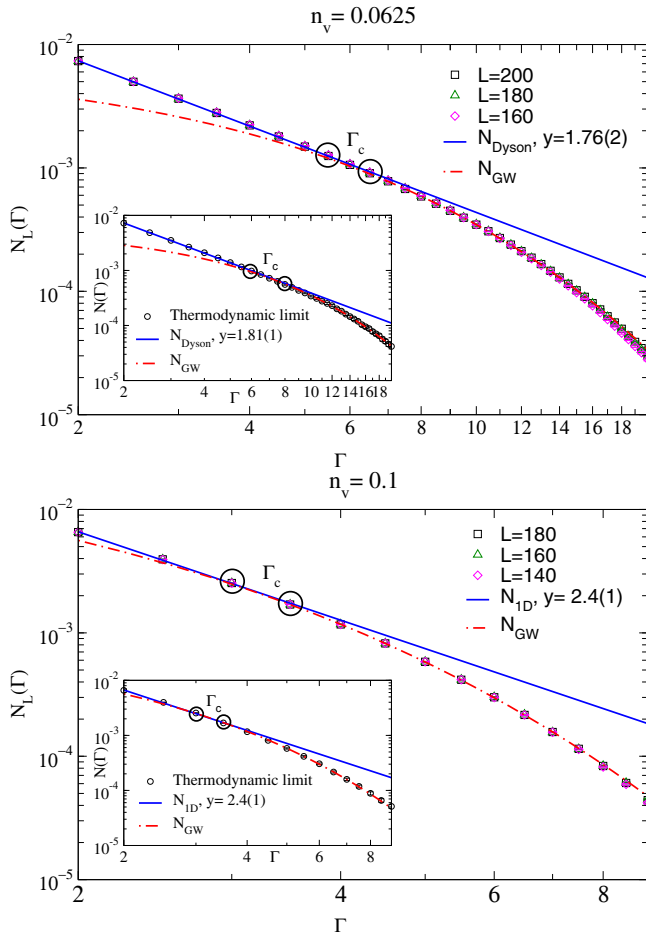 n_v= 0.0625
10^-2
10^-3
10^-4
10^-5
N_L(Γ)
L=200
L=180
L=160
N_Dyson, y=1.76(2)
N_GW
Γ_c
10^-2
10^-3
10^-4
10^-5
N(Γ)
Γ_c
Thermodynamic limit
N_Dyson, y=1.81(1)
N_GW
2 4 6 8 10 12 14 16 18
Γ
2 4 6 8 10 12 14 16 18
Γ
n_v= 0.1
10^-2
10^-3
10^-4
10^-5
N_L(Γ)
L=180
L=160
L=140
N_1D, y= 2.4(1)
N_GW
Γ_c
10^-2
10^-3
10^-4
10^-5
N(Γ)
Γ_c
Thermodynamic limit
N_1D, y= 2.4(1)
N_GW
2 4 6 8
Γ
2 4 6 8
Γ